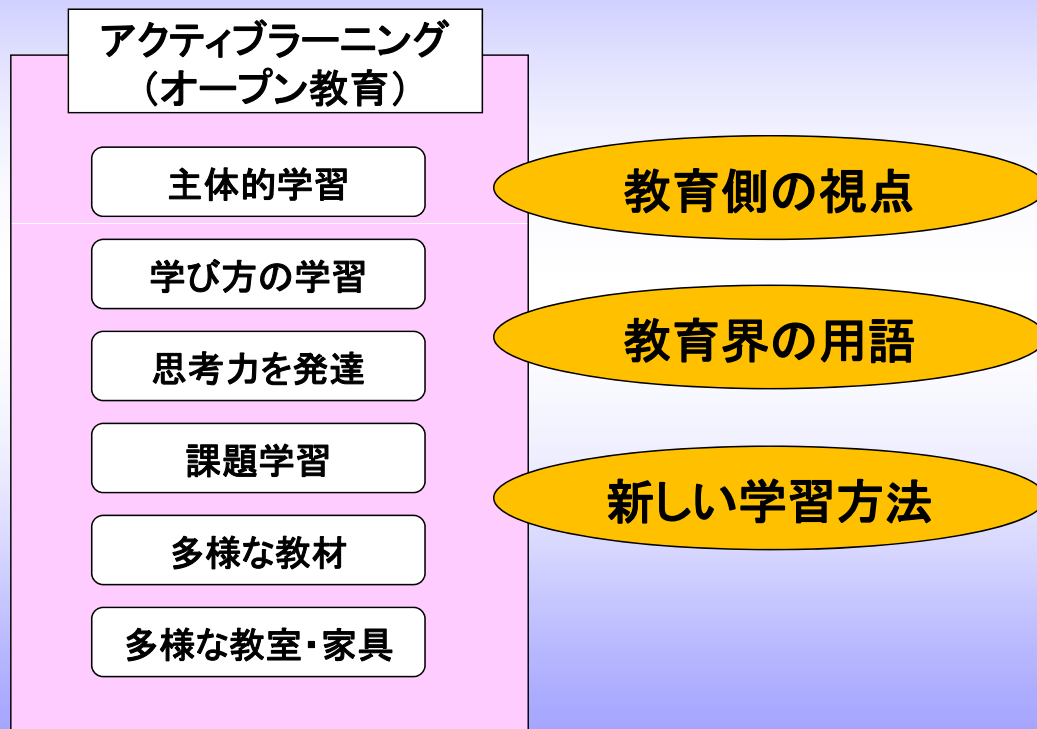 アクティブラーニング
（オープン教育）
主体的学習
学び方の学習
思考力を発達
課題学習
多様な教材
多様な教室・家具
教育側の視点
教育界の用語
新しい学習方法